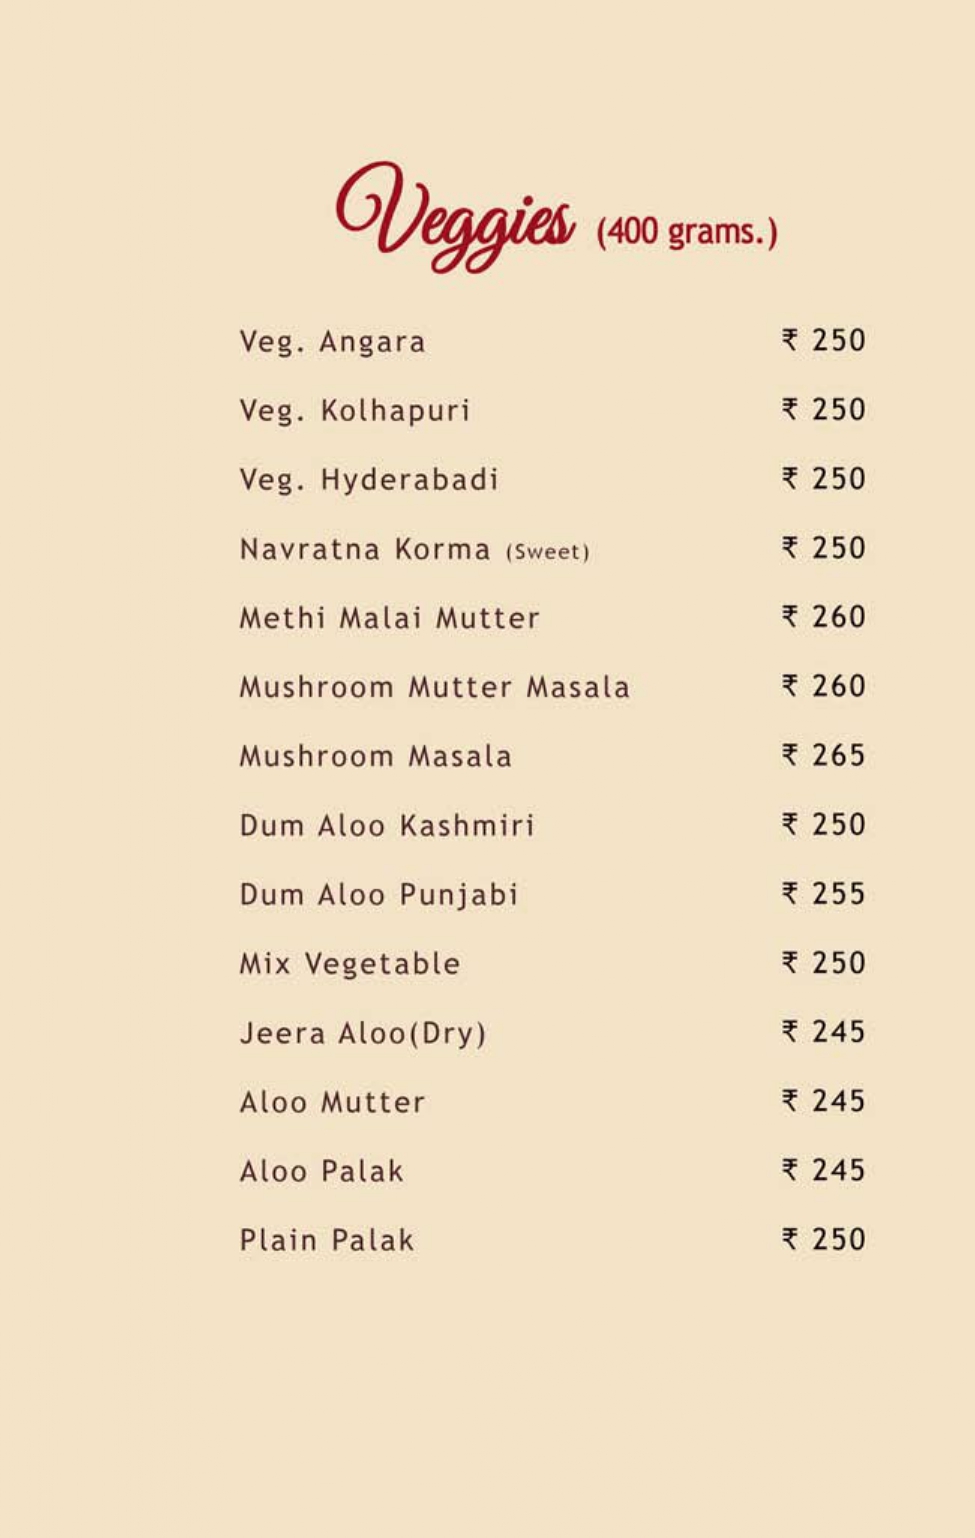 Veggies (400 grams.)
Veg. Angara ₹ 250
Veg. Kolhapuri ₹ 250
Veg. Hyderabadi ₹ 250
Navratna Korma (Sweet) ₹ 250
Methi Malai Mutter ₹ 260
Mushroom Mutter Masala ₹ 260
Mushroom Masala ₹ 265
Dum Aloo Kashmiri ₹ 250
Dum Aloo Punjabi ₹ 255
Mix Vegetable ₹ 250
Jeera Aloo(Dry) ₹ 245
Aloo Mutter ₹ 245
Aloo Palak ₹ 245
Plain Palak ₹ 250